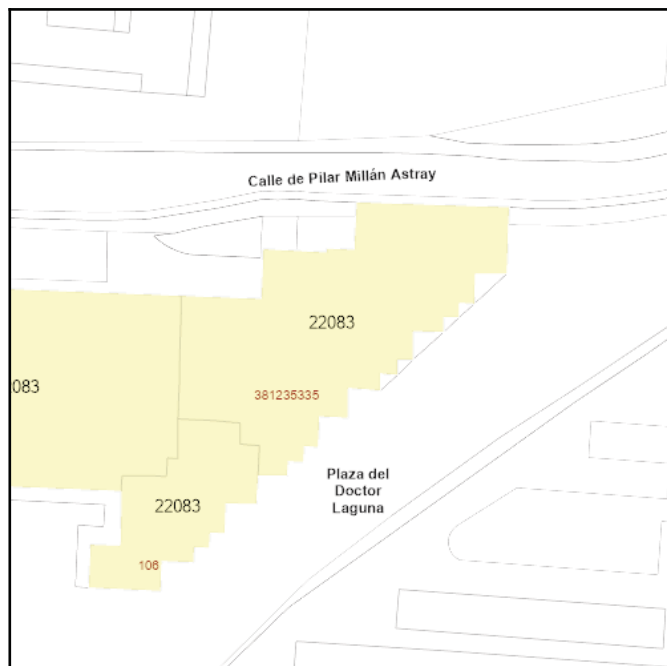 Calle de Pilar Millán Astray
22083
083
381235335
Plaza del
Doctor
Laguna
22083
106